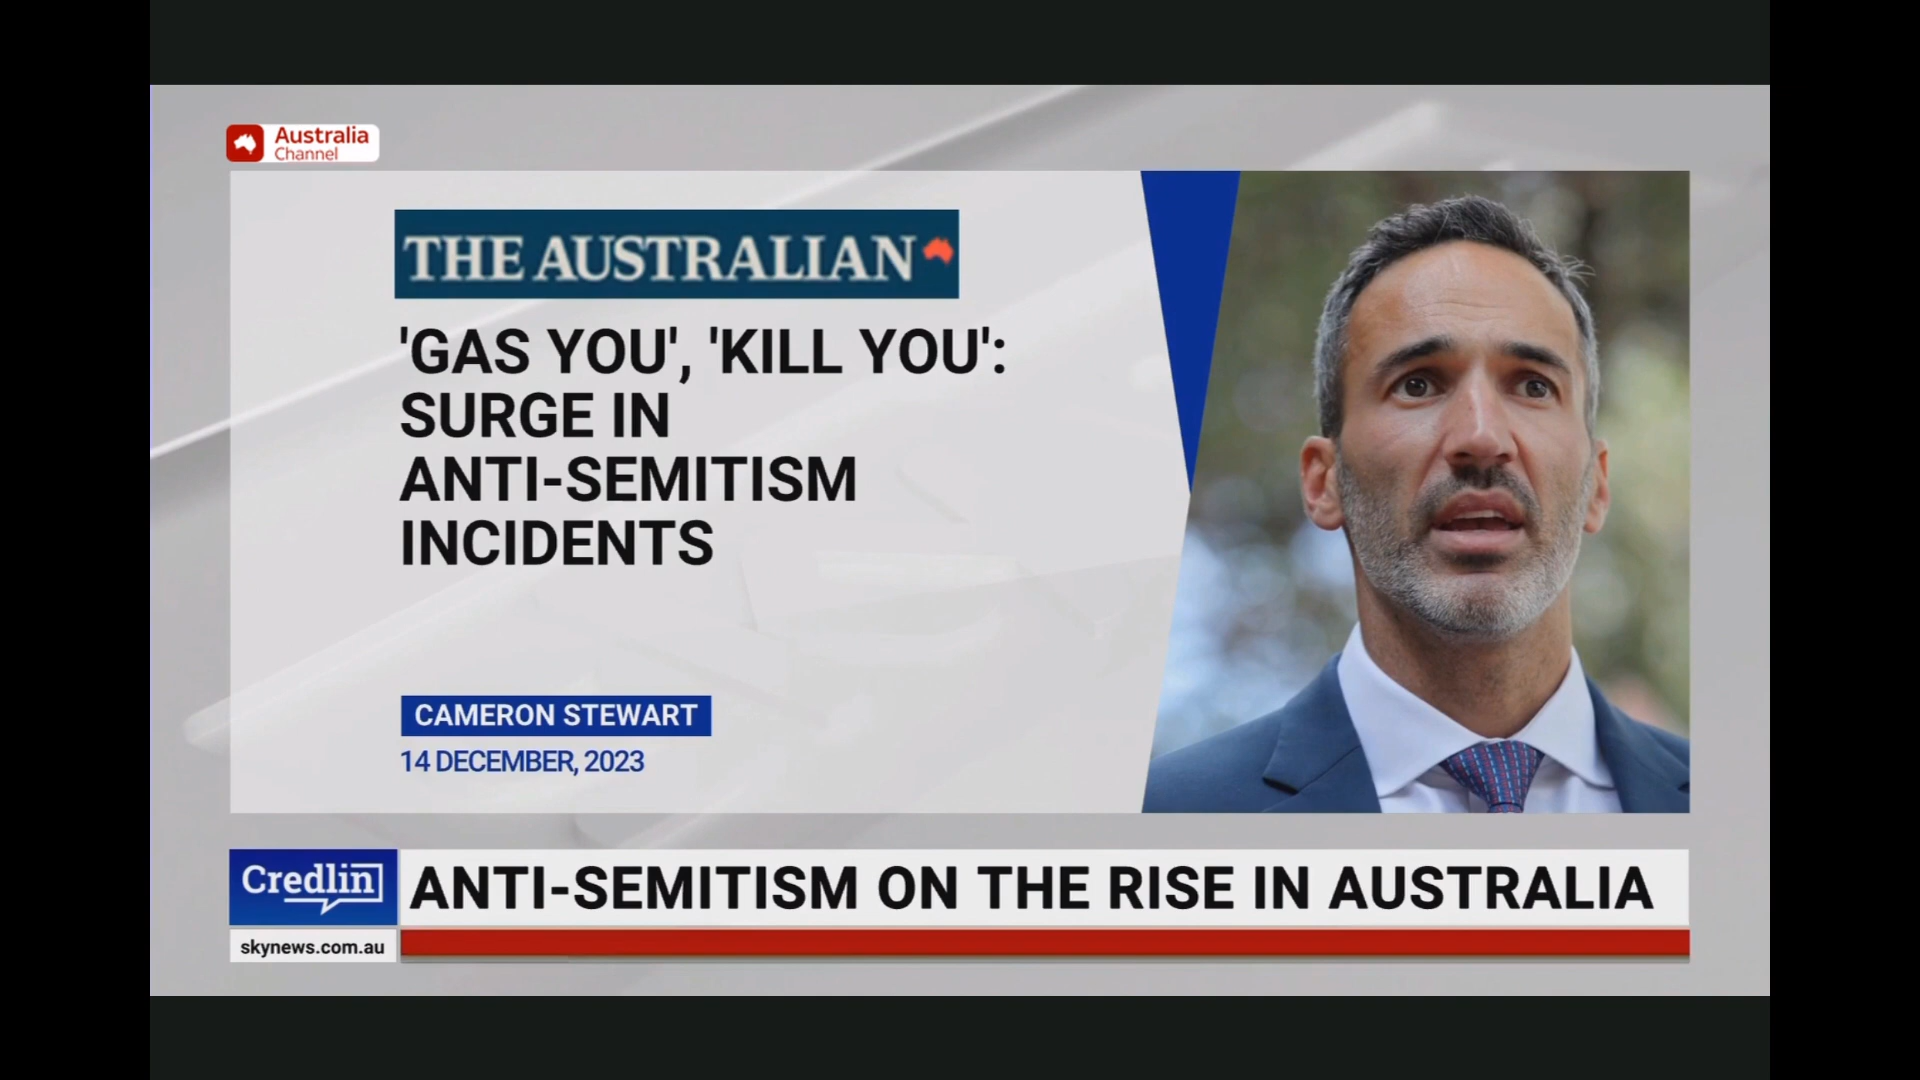 Australia
Channel
THE AUSTRALIAN
'GAS YOU', 'KILL YOU':
SURGE IN
ANTI-SEMITISM
INCIDENTS
CAMERON STEWART
14 DECEMBER, 2023
Credlin
ANTI-SEMITISM ON THE RISE IN AUSTRALIA
skynews.com.au